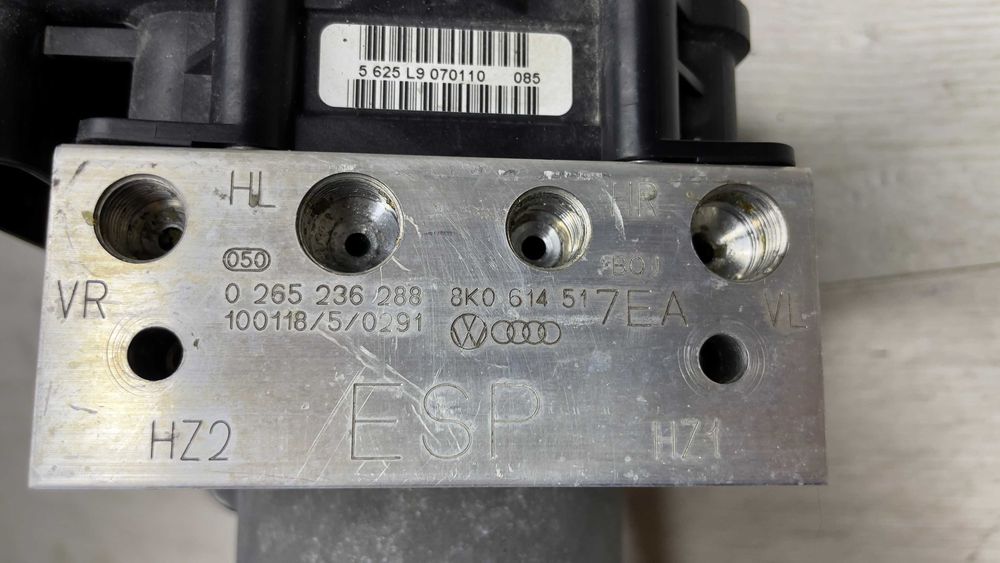 5 625 L9 070110 085
HL HR
050
VR VL
0 265 236 288 8K0 614 517EA
100118/5/0291
HZ2 ESP HZ1